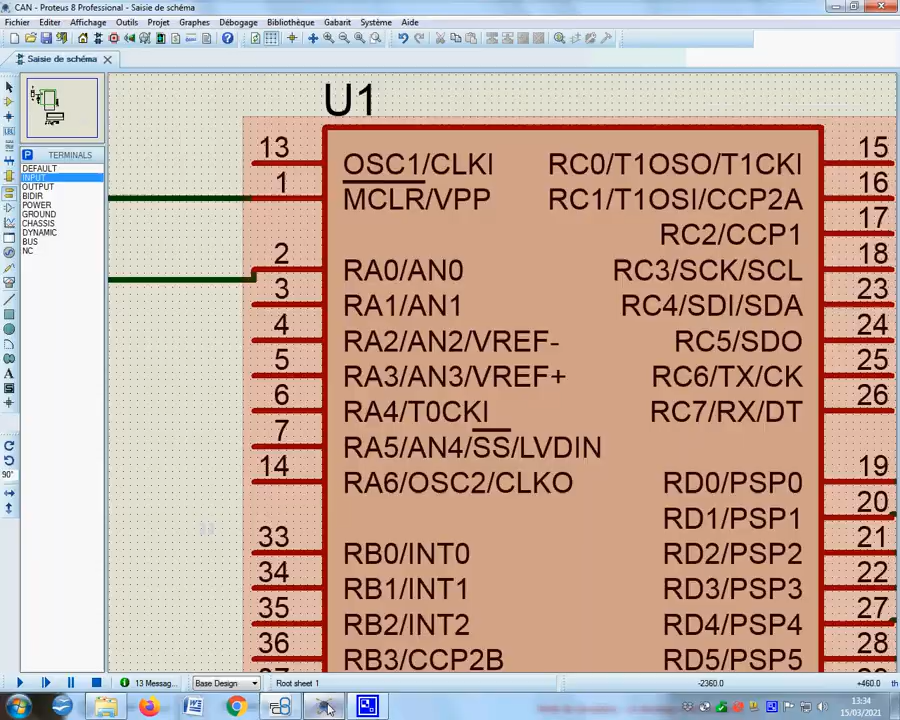 CAN - Proteus 8 Professional - Saisie de schéma
Fichier Editer Affichage Outils Projet Graphes Débogage Bibliothèque Gabarit Système Aide
Saisie de schéma
P TERMINALS
DEFAULT
INPUT
OUTPUT
BIDIR
POWER
GROUND
CHASSIS
DYNAMIC
BUS
NC
A
90°
U1
13 OSC1/CLKI RC0/T1OSO/T1CKI 15
1 MCLR/VPP RC1/T1OSI/CCP2A 16
RC2/CCP1 17
2 RA0/AN0 RC3/SCK/SCL 18
3 RA1/AN1 RC4/SDI/SDA 23
4 RA2/AN2/VREF- RC5/SDO 24
5 RA3/AN3/VREF+ RC6/TX/CK 25
6 RA4/T0CKI RC7/RX/DT 26
7 RA5/AN4/SS/LVDIN
14 RA6/OSC2/CLKO RD0/PSP0 19
RD1/PSP1 20
33 RB0/INT0 RD2/PSP2 21
34 RB1/INT1 RD3/PSP3 22
35 RB2/INT2 RD4/PSP4 27
36 RB3/CCP2B RD5/PSP5 28
13 Messag... Base Design Root sheet 1 -2360.0 +460.0 th
13:34
15/03/2021